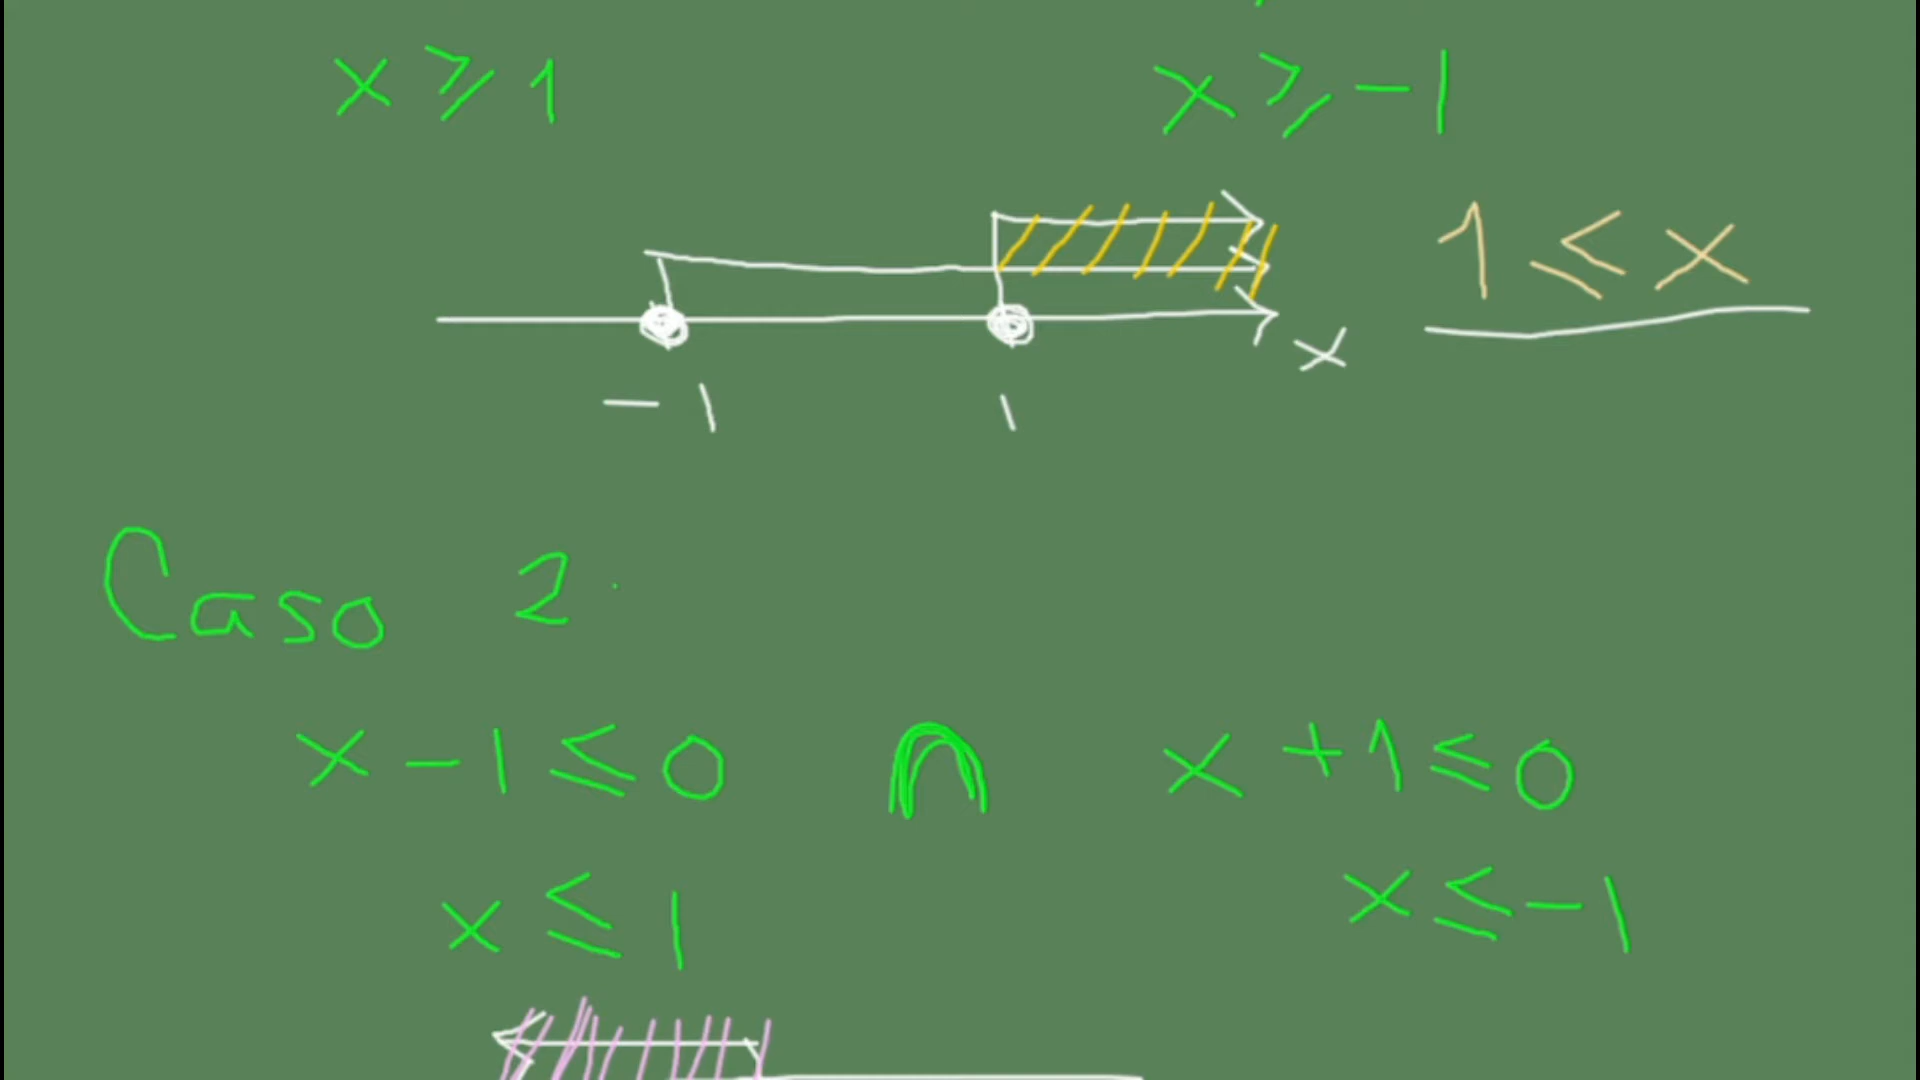 x ⩾ 1 x ⩾ -1
1 ≤ x
x
-1 1
Caso 2
x - 1 ≤ 0 ∩ x + 1 ≤ 0
x ≤ 1 x ≤ -1